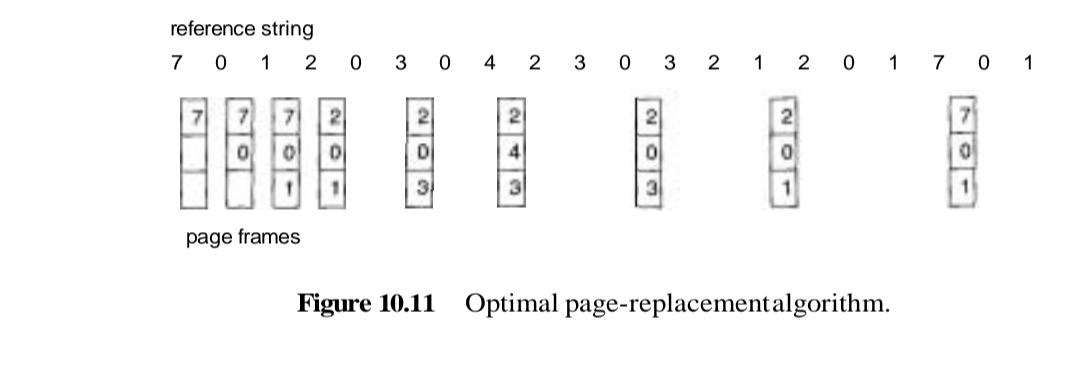 reference string
7 0 1 2 0 3 0 4 2 3 0 3 2 1 2 0 1 7 0 1
7 7 7 2 2 2 2 2 7
0 0 0 0 4 0 0 0
1 1 3 3 3 1 1
page frames
Figure 10.11 Optimal page-replacementalgorithm.